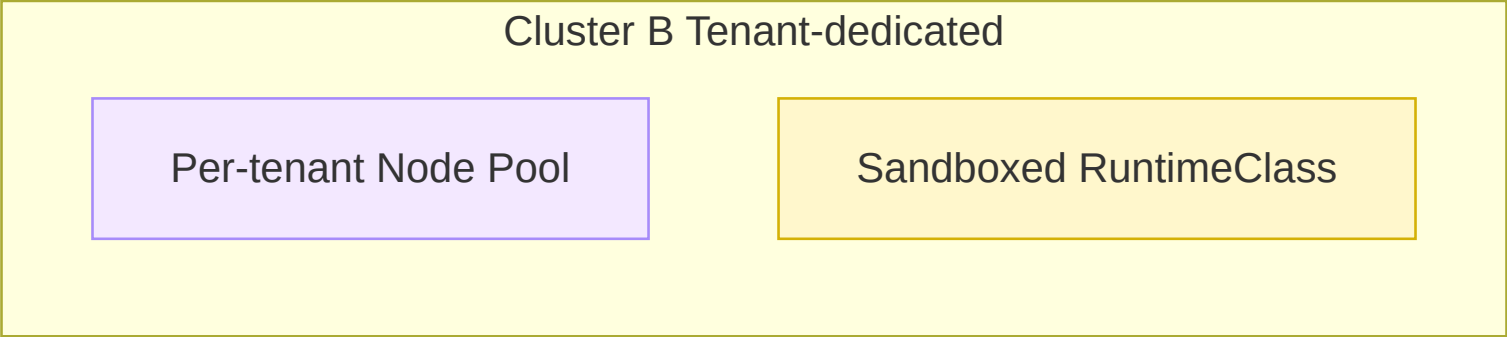 Cluster B Tenant-dedicated
Per-tenant Node Pool
Sandboxed RuntimeClass